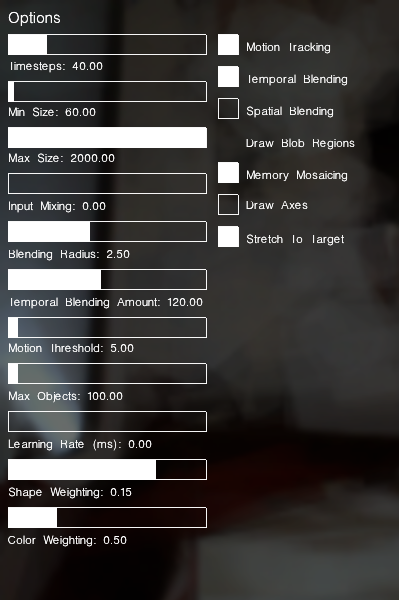 Options
Timesteps: 40.00
Min Size: 60.00
Max Size: 2000.00
Input Mixing: 0.00
Blending Radius: 2.50
Temporal Blending Amount: 120.00
Motion Threshold: 5.00
Max Objects: 100.00
Learning Rate (ms): 0.00
Shape Weighting: 0.15
Color Weighting: 0.50
Motion Tracking
Temporal Blending
Spatial Blending
Draw Blob Regions
Memory Mosaicing
Draw Axes
Stretch To Target